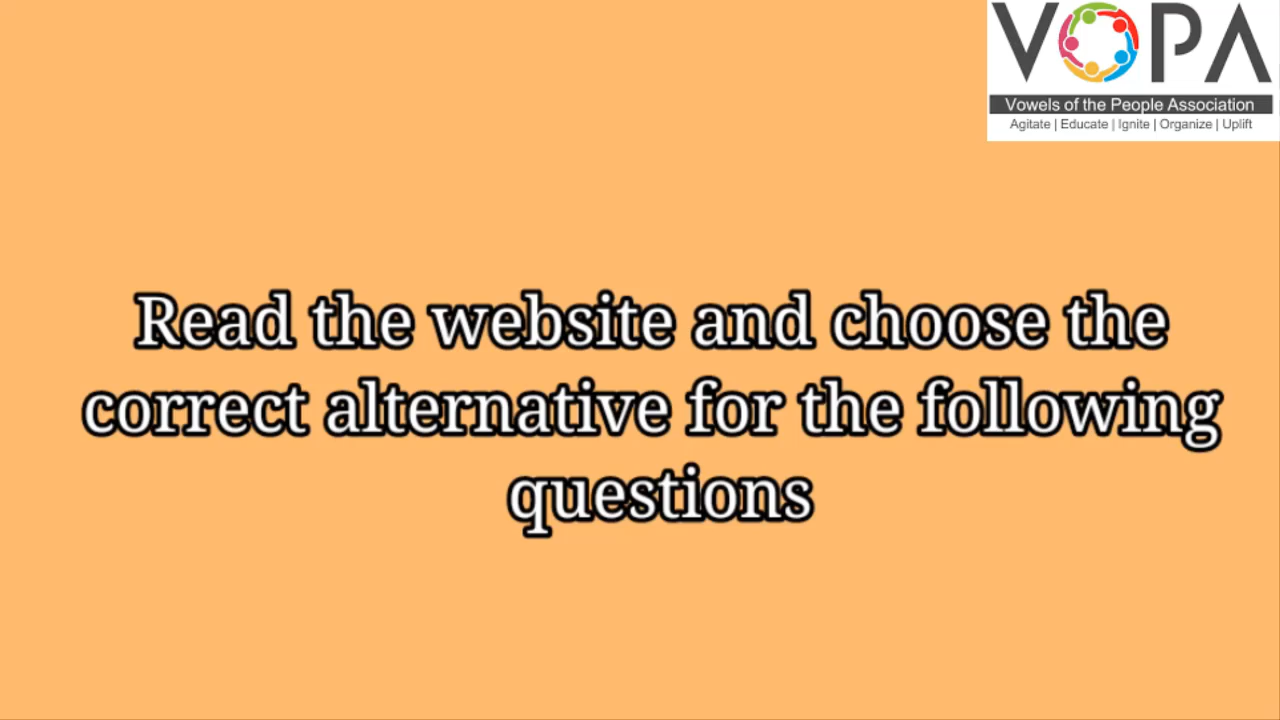 VOPA
Vowels of the People Association
Agitate | Educate | Ignite | Organize | Uplift
Read the website and choose the
correct alternative for the following
questions